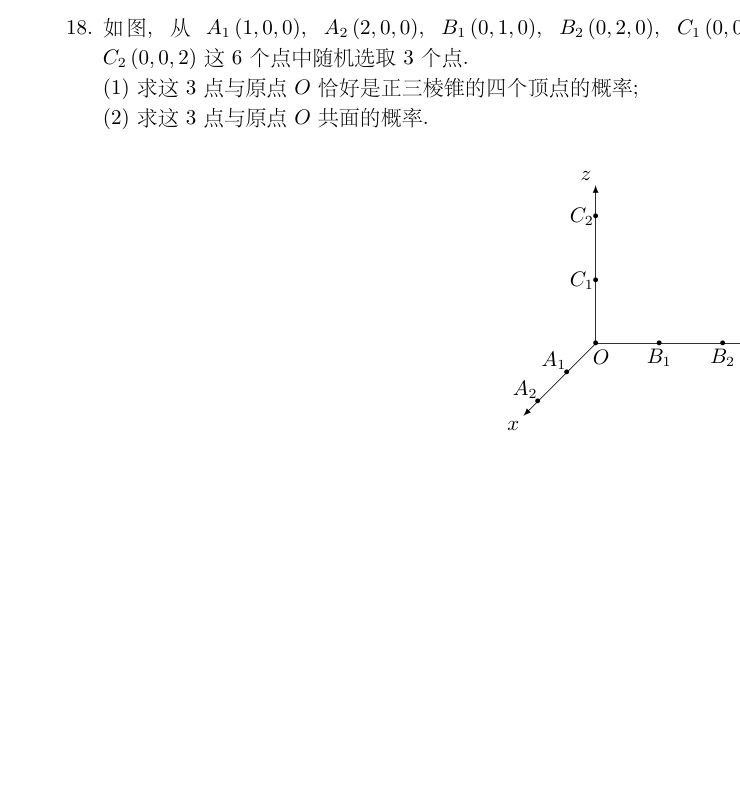 18. 如图, 从 A₁(1,0,0), A₂(2,0,0), B₁(0,1,0), B₂(0,2,0), C₁(0,0
C₂(0,0,2) 这 6 个点中随机选取 3 个点.
(1) 求这 3 点与原点 O 恰好是正三棱锥的四个顶点的概率;
(2) 求这 3 点与原点 O 共面的概率.
z
C₂
C₁
A₁ O B₁ B₂
A₂
x